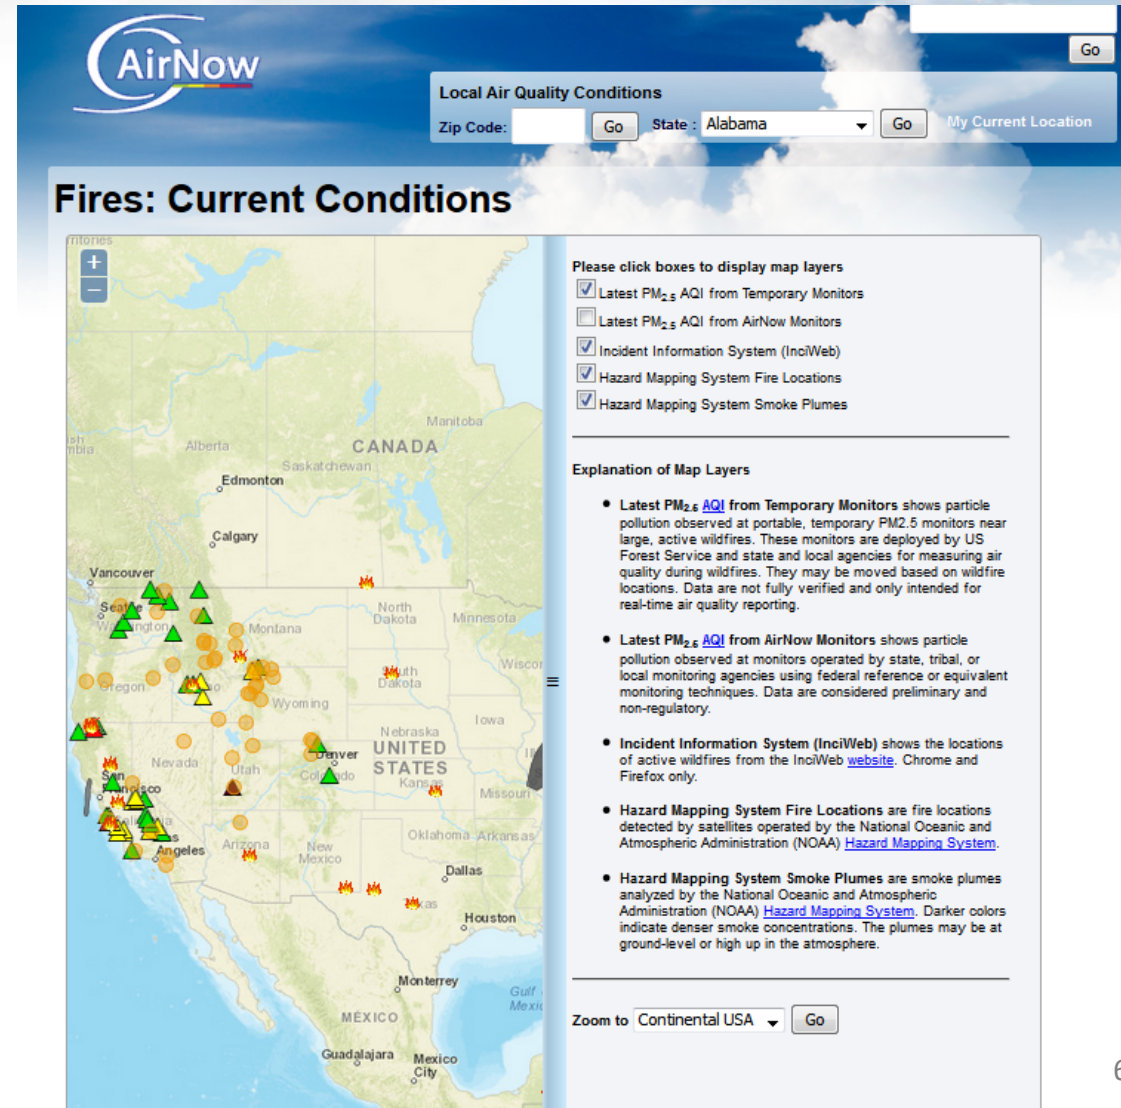 AirNow
Go
Local Air Quality Conditions
Zip Code:
Go
State :
Alabama
Go
My Current Location
Fires: Current Conditions
+
−
Manitoba
Alberta
CANADA
Saskatchewan
Edmonton
Calgary
Vancouver
North
Dakota
Minnesota
Montana
Dakota
Wyoming
Iowa
Nebraska
UNITED
STATES
Denver
Nevada
Utah
Kansas
Missouri
San
Oklahoma
Arkansas
Arizona
New
Mexico
Angeles
Dallas
Houston
Monterrey
Gulf
MÉXICO
Guadalajara
Mexico
City
Please click boxes to display map layers
Latest PM2.5 AQI from Temporary Monitors
Latest PM2.5 AQI from AirNow Monitors
Incident Information System (InciWeb)
Hazard Mapping System Fire Locations
Hazard Mapping System Smoke Plumes
Explanation of Map Layers
• Latest PM2.5 AQI from Temporary Monitors shows particle
pollution observed at portable, temporary PM2.5 monitors near
large, active wildfires. These monitors are deployed by US
Forest Service and state and local agencies for measuring air
quality during wildfires. They may be moved based on wildfire
locations. Data are not fully verified and only intended for
real-time air quality reporting.
• Latest PM2.5 AQI from AirNow Monitors shows particle
pollution observed at monitors operated by state, tribal, or
local monitoring agencies using federal reference or equivalent
monitoring techniques. Data are considered preliminary and
non-regulatory.
• Incident Information System (InciWeb) shows the locations
of active wildfires from the InciWeb website. Chrome and
Firefox only.
• Hazard Mapping System Fire Locations are fire locations
detected by satellites operated by the National Oceanic and
Atmospheric Administration (NOAA) Hazard Mapping System.
• Hazard Mapping System Smoke Plumes are smoke plumes
analyzed by the National Oceanic and Atmospheric
Administration (NOAA) Hazard Mapping System. Darker colors
indicate denser smoke concentrations. The plumes may be at
ground-level or high up in the atmosphere.
Zoom to
Continental USA
Go
6